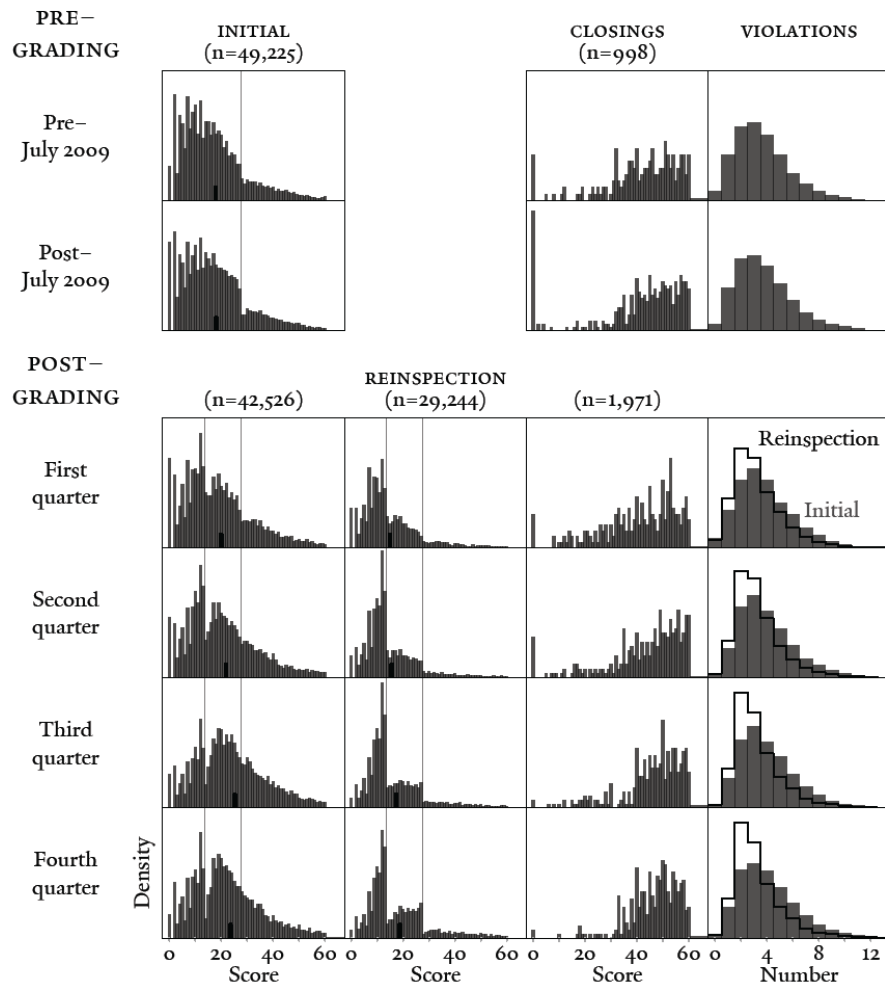 PRE-
GRADING
INITIAL
(n=49,225)
CLOSINGS
(n=998)
VIOLATIONS
Pre-
July 2009
Post-
July 2009
POST-
GRADING
(n=42,526)
REINSPECTION
(n=29,244)
(n=1,971)
First
quarter
Reinspection
Initial
Second
quarter
Third
quarter
Fourth
quarter
Density
0 20 40 60
Score
0 20 40 60
Score
0 20 40 60
Score
0 4 8 12
Number